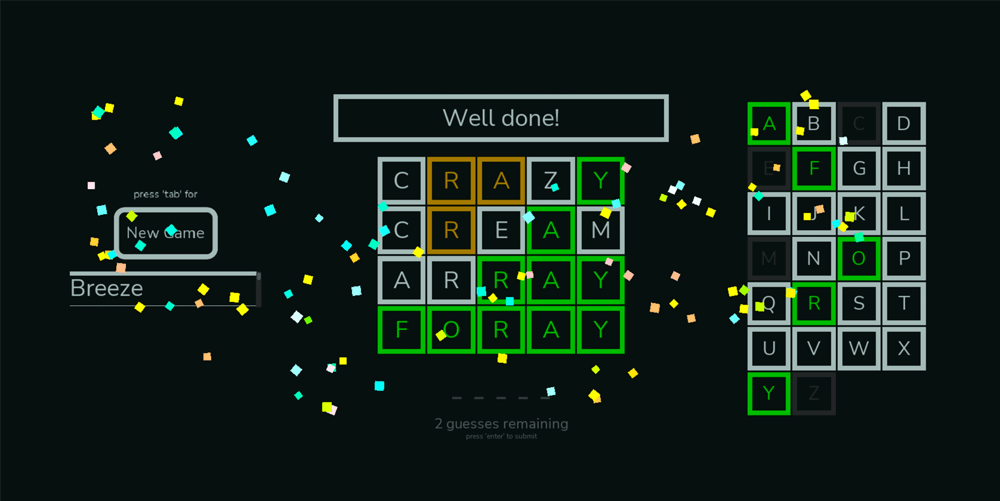 Well done!
press 'tab' for
New Game
Breeze
C R A Z Y
C R E A M
A R R A Y
F O R A Y
2 guesses remaining
press 'enter' to submit
A B C D
E F G H
I J K L
M N O P
Q R S T
U V W X
Y Z